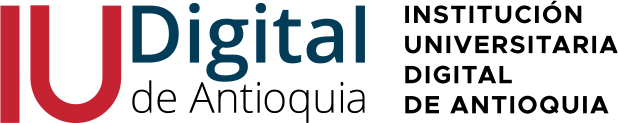 IU Digital
de Antioquia
INSTITUCIÓN
UNIVERSITARIA
DIGITAL
DE ANTIOQUIA